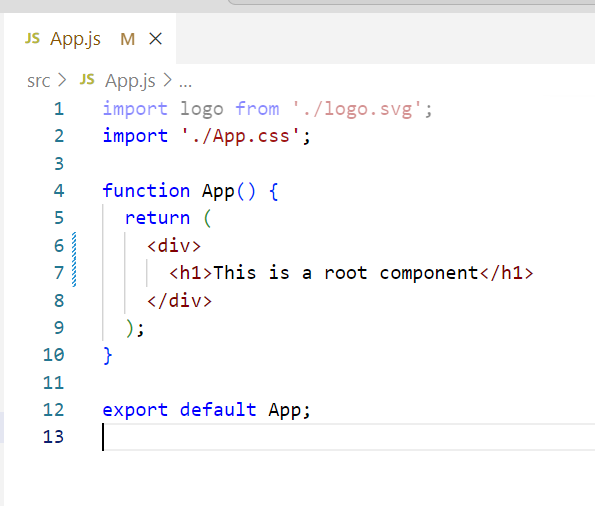 JS App.js M ×
src > JS App.js > ...
1 import logo from './logo.svg';
2 import './App.css';
3
4 function App() {
5   return (
6     <div>
7       <h1>This is a root component</h1>
8     </div>
9   );
10 }
11
12 export default App;
13